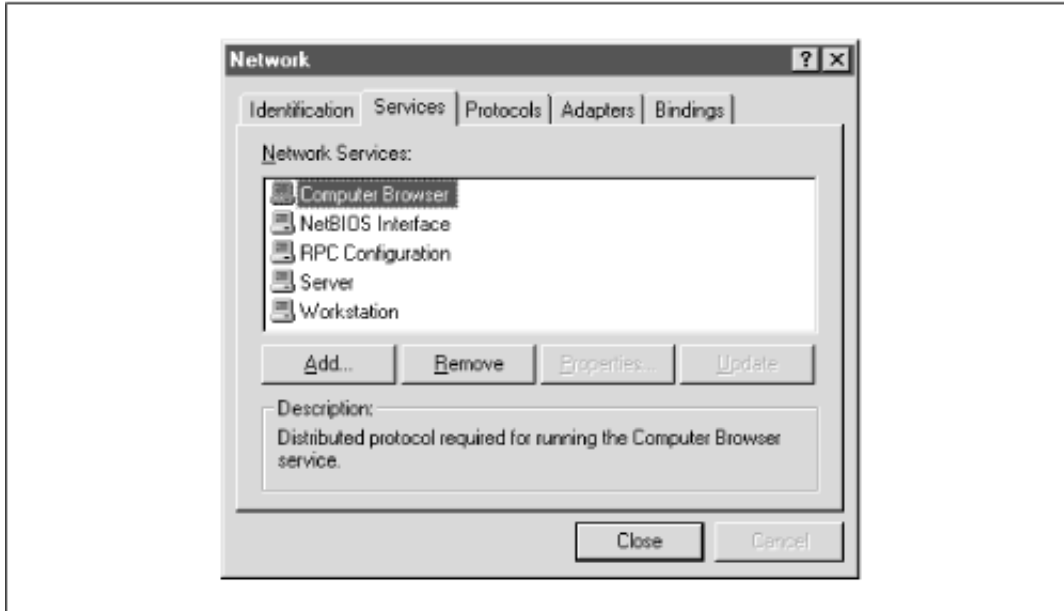 Network
Identification Services Protocols Adapters Bindings
Network Services:
Computer Browser
NetBIOS Interface
RPC Configuration
Server
Workstation
Add... Remove Properties... Update
Description:
Distributed protocol required for running the Computer Browser
service.
Close Cancel